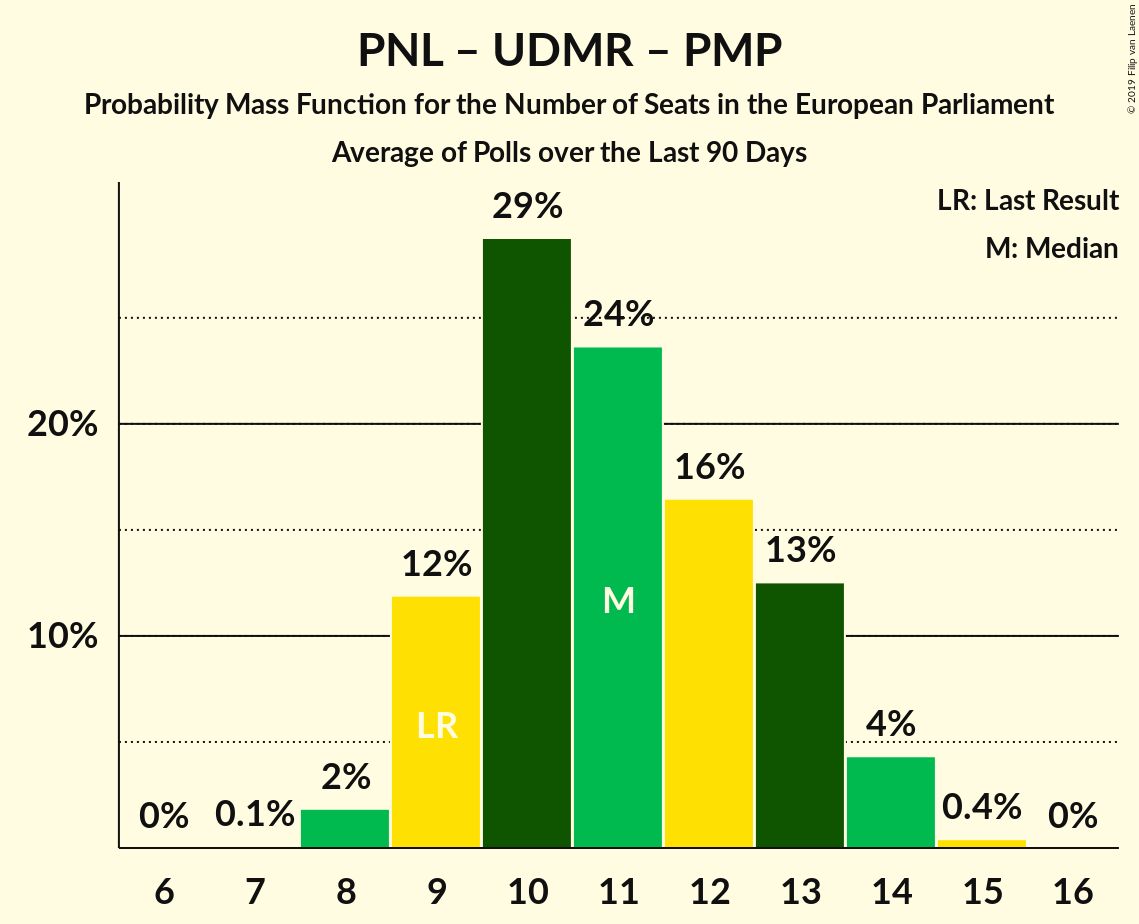 PNL – UDMR – PMP
Probability Mass Function for the Number of Seats in the European Parliament
Average of Polls over the Last 90 Days
© 2019 Filip van Laenen
LR: Last Result
M: Median
29%
24%
20%
16%
13%
12%
10%
M
LR
4%
2%
0%
0.1%
0.4%
0%
6 7 8 9 10 11 12 13 14 15 16